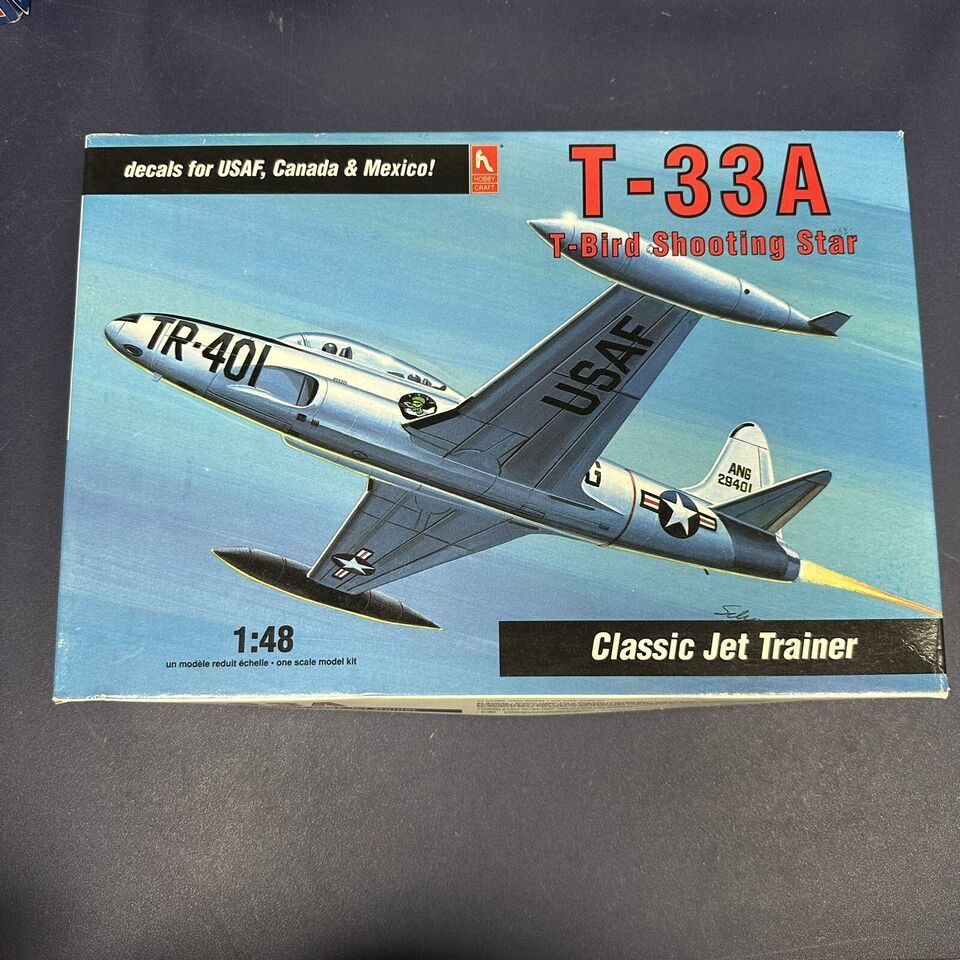 decals for USAF, Canada & Mexico!
HOBBY
CRAFT
T-33A
T-Bird Shooting Star
TR-401
USAF
G
ANG
29401
1:48
un modèle reduit échelle • one scale model kit
Classic Jet Trainer